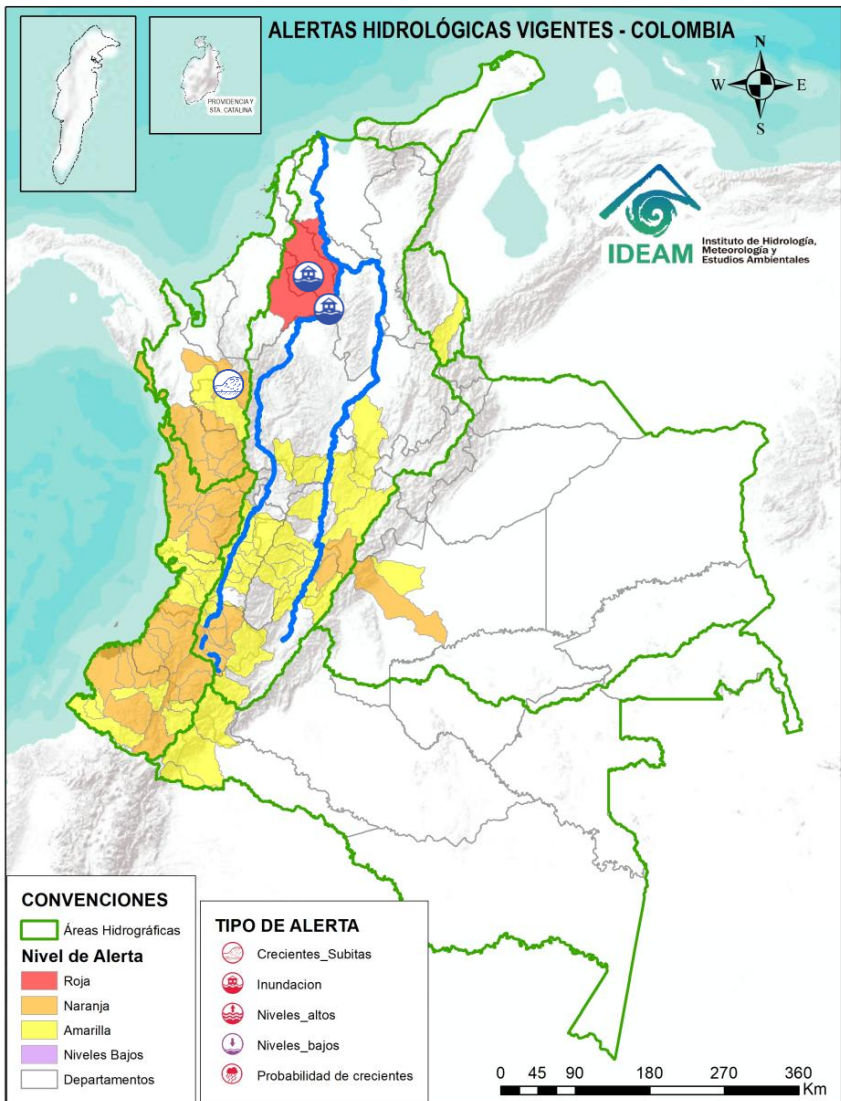 ALERTAS HIDROLÓGICAS VIGENTES - COLOMBIA
PROVIDENCIA Y
STA. CATALINA
N
W
E
S
IDEAM
Instituto de Hidrología,
Meteorología y
Estudios Ambientales
CONVENCIONES
Áreas Hidrográficas
Nivel de Alerta
Roja
Naranja
Amarilla
Niveles Bajos
Departamentos
TIPO DE ALERTA
Crecientes_Subitas
Inundacion
Niveles_altos
Niveles_bajos
Probabilidad de crecientes
0 45 90 180 270 360
Km